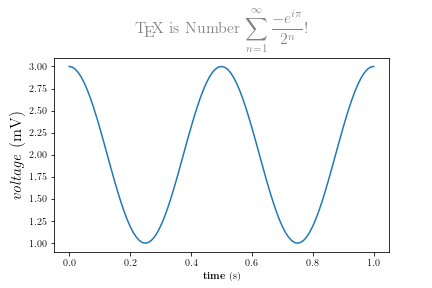 TEX is Number ∑_{n=1}^{∞} \frac{-e^{iπ}}{2^n}!
3.00
2.75
2.50
2.25
2.00
1.75
1.50
1.25
1.00
voltage (mV)
0.0 0.2 0.4 0.6 0.8 1.0
time (s)